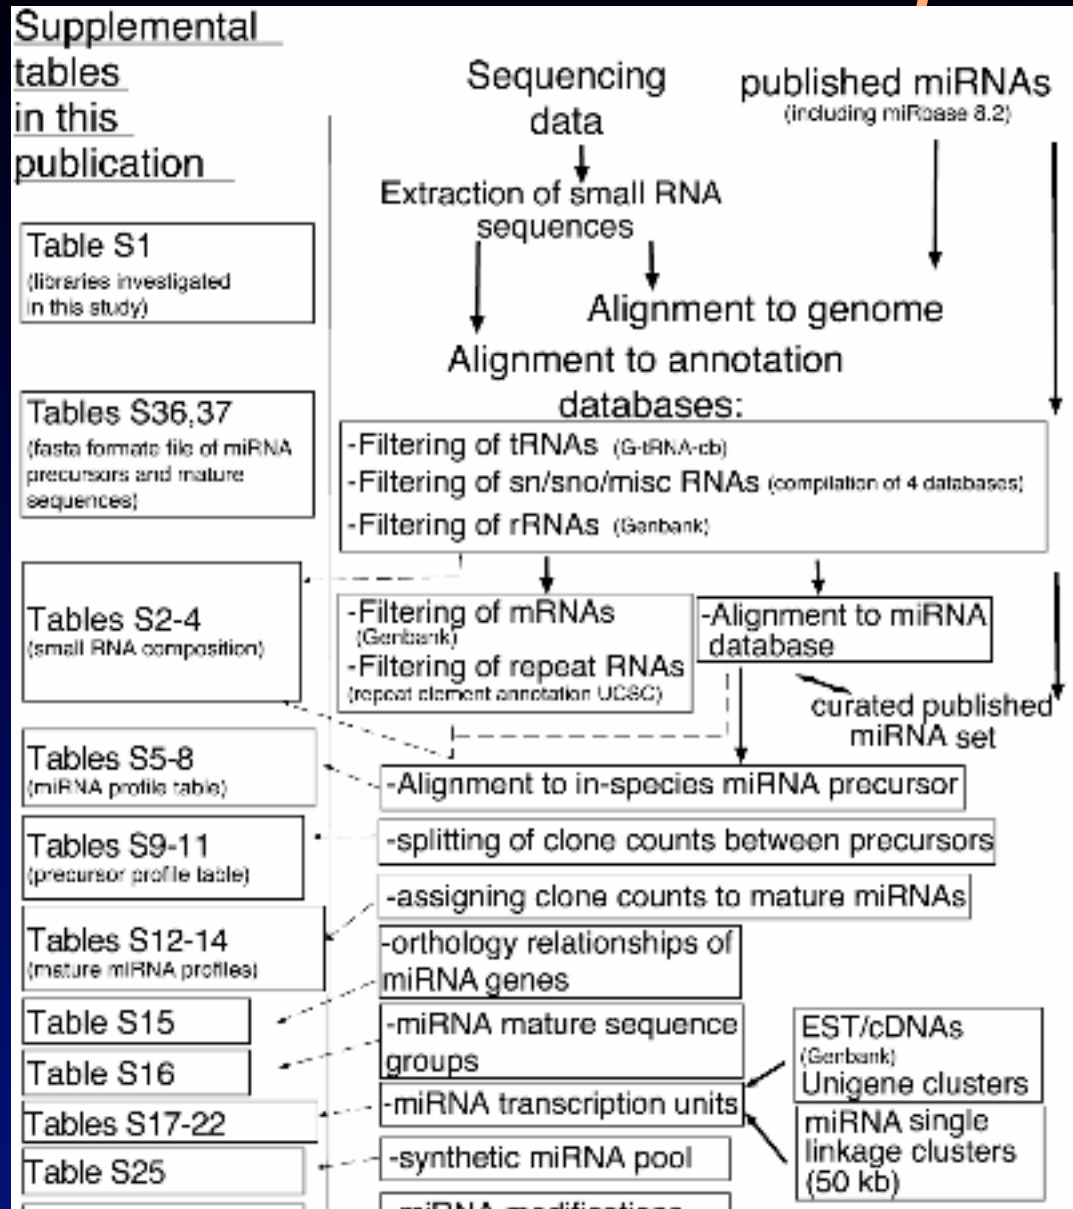 Supplemental
tables
in this
publication
Table S1
(libraries investigated
in this study)
Tables S36,37
(fasta formate file of miRNA
precursors and mature
sequences)
Tables S2-4
(small RNA composition)
Tables S5-8
(miRNA profile table)
Tables S9-11
(precursor profile table)
Tables S12-14
(mature miRNA profiles)
Table S15
Table S16
Tables S17-22
Table S25
Sequencing
data
published miRNAs
(including miRbase 8.2)
Extraction of small RNA
sequences
Alignment to genome
Alignment to annotation
databases:
-Filtering of tRNAs (G-tRNA-db)
-Filtering of sn/sno/misc RNAs (compilation of 4 databases)
-Filtering of rRNAs (Genbank)
-Filtering of mRNAs
(Genbank)
-Filtering of repeat RNAs
(repeat element annotation UCSC)
-Alignment to miRNA
database
curated published
miRNA set
-Alignment to in-species miRNA precursor
-splitting of clone counts between precursors
-assigning clone counts to mature miRNAs
-orthology relationships of
miRNA genes
-miRNA mature sequence
groups
-miRNA transcription units
-synthetic miRNA pool
-miRNA modifications
EST/cDNAs
(Genbank)
Unigene clusters
miRNA single
linkage clusters
(50 kb)